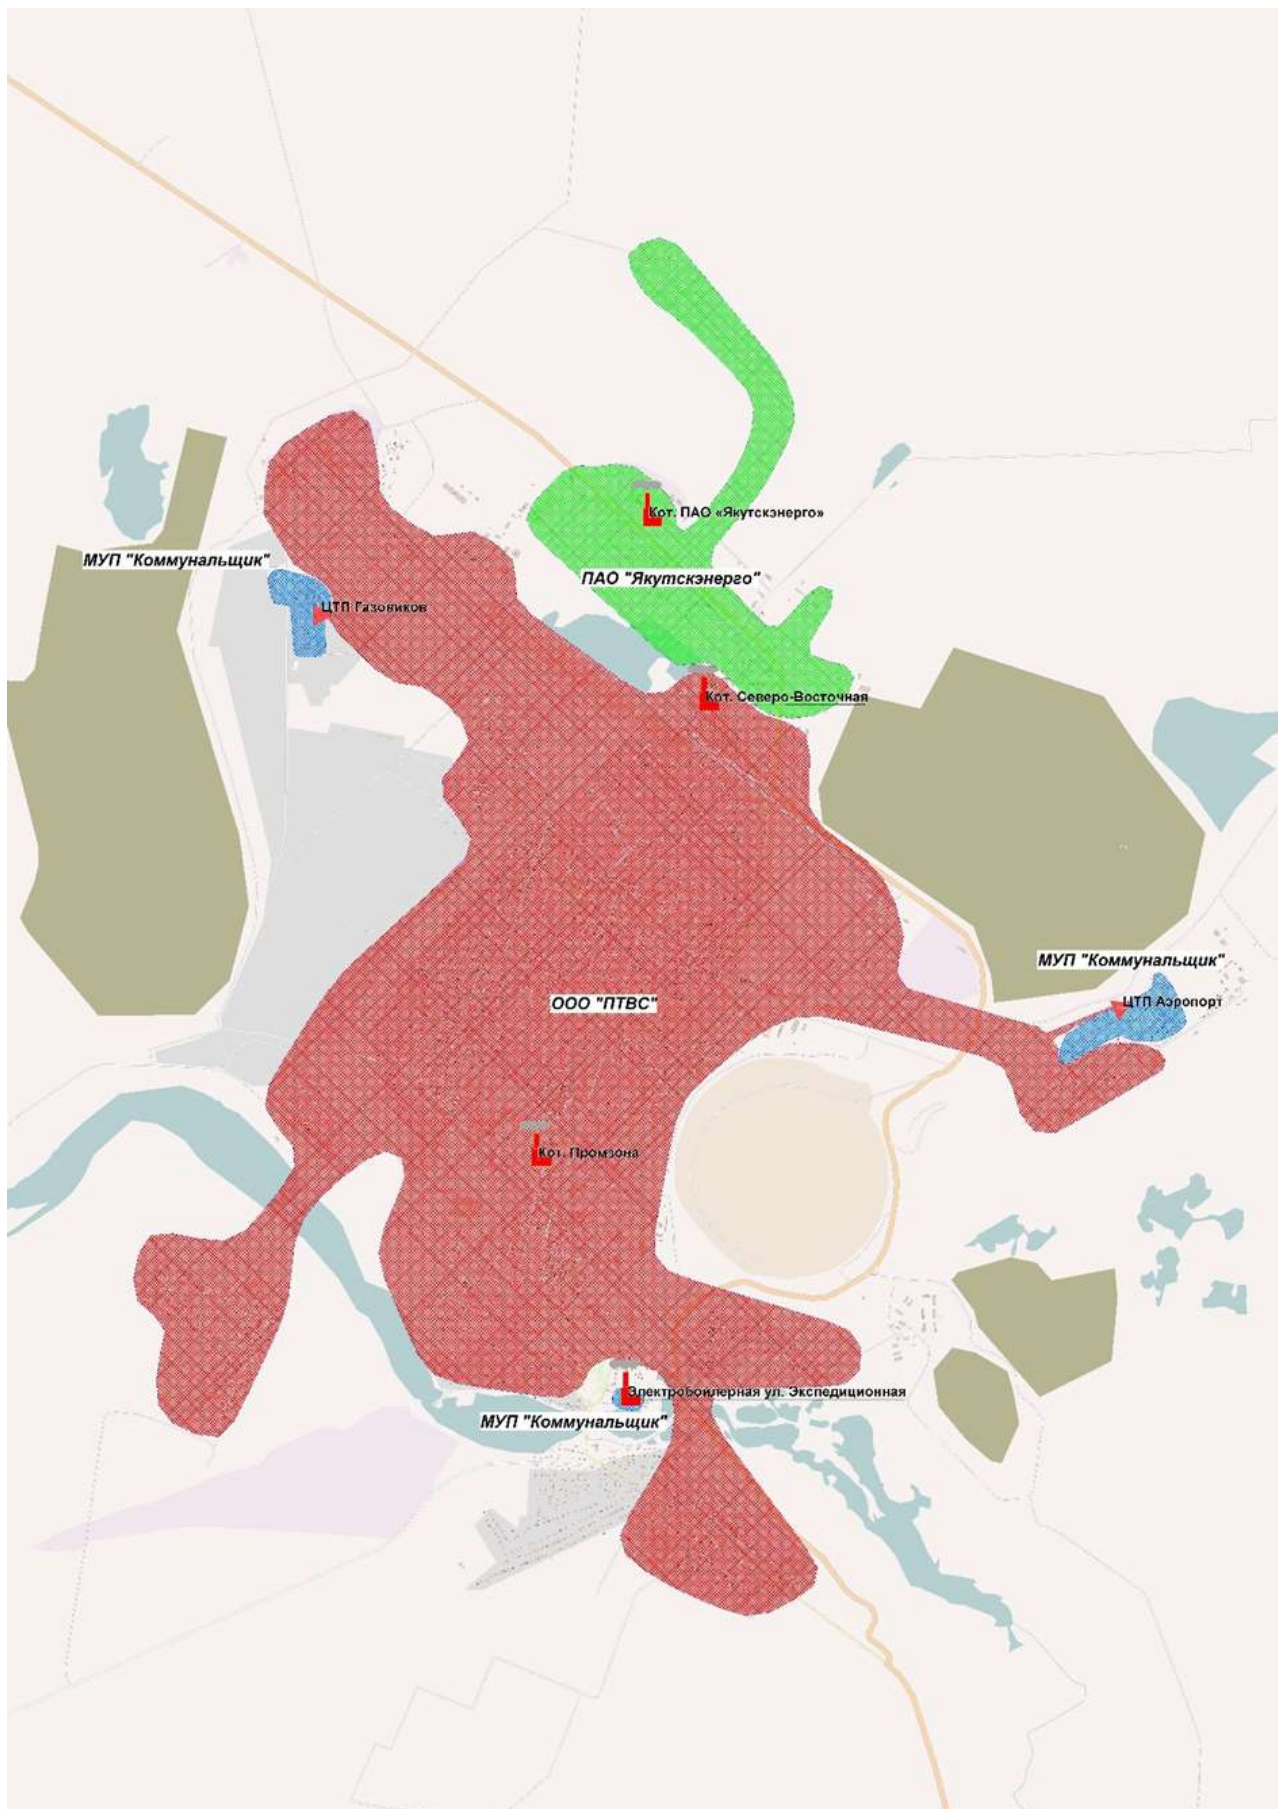 Кот. ПАО «Якутскэнерго»
МУП "Коммунальщик"
ПАО "Якутскэнерго"
ЦТП Газовиков
Кот. Северо-Восточная
МУП "Коммунальщик"
ООО "ПТВС"
ЦТП Аэропорт
Кот. Промзона
Электробойлерная ул. Экспедиционная
МУП "Коммунальщик"